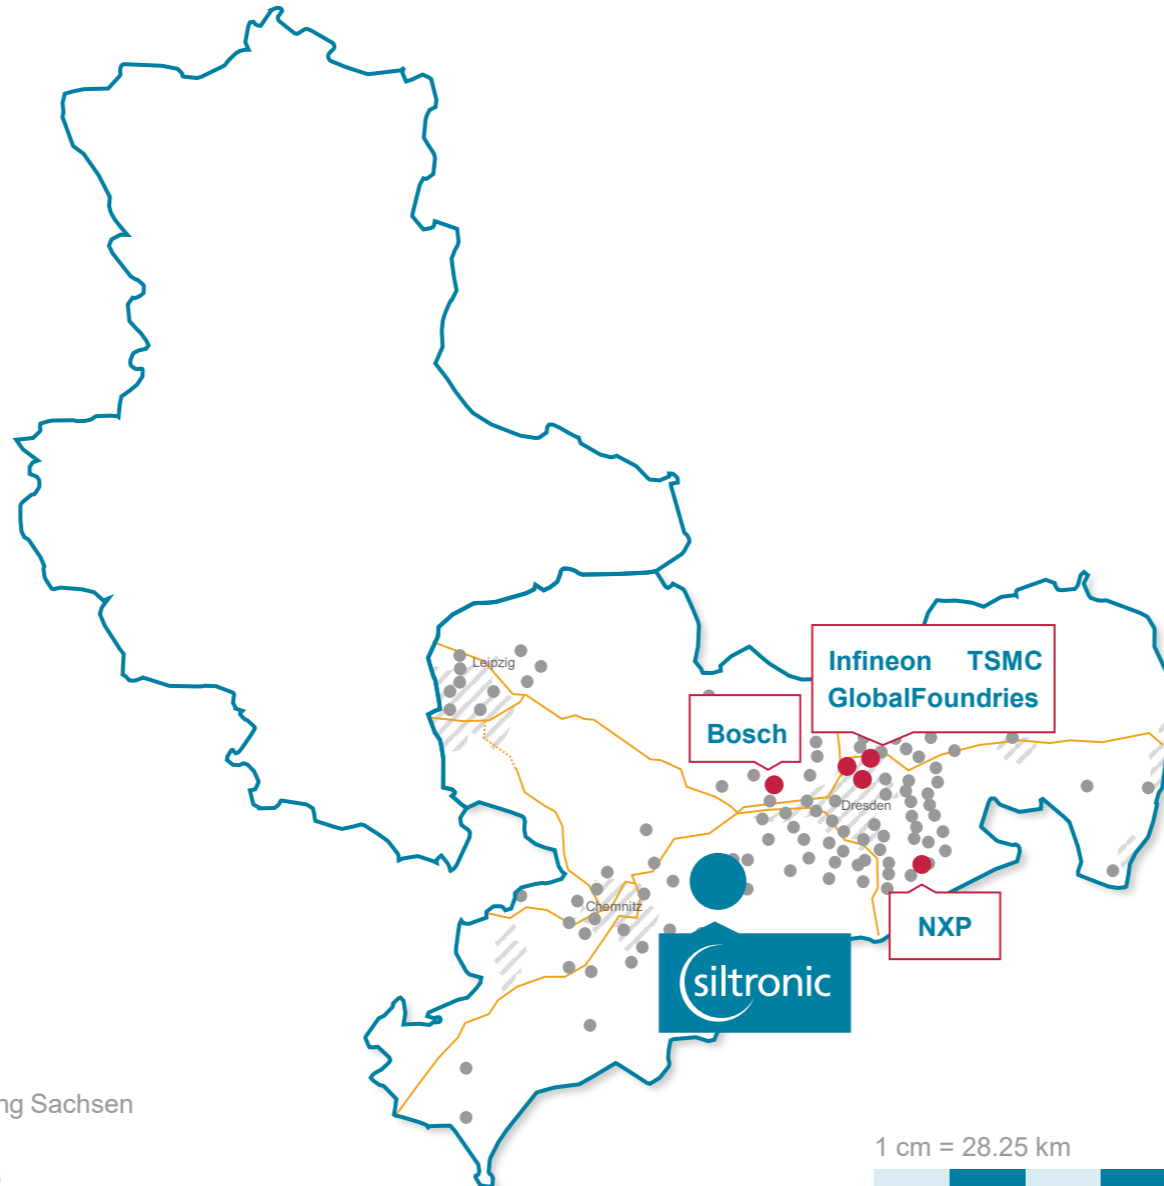 Leipzig
Infineon TSMC
GlobalFoundries
Bosch
Dresden
Chemnitz
NXP
siltronic
ng Sachsen
1 cm = 28.25 km